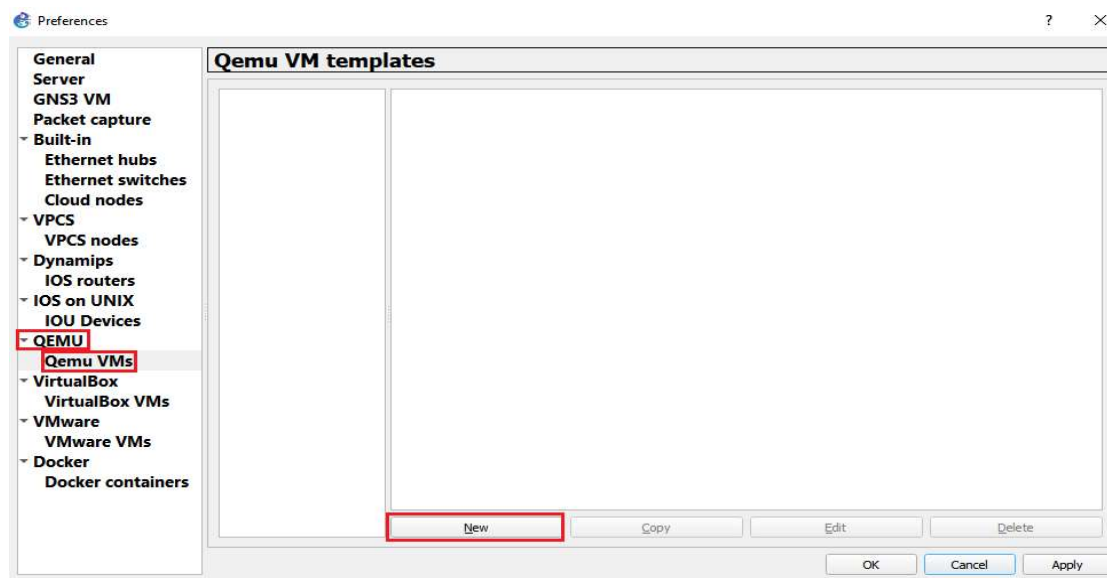 Preferences
?
General
Server
GNS3 VM
Packet capture
Built-in
Ethernet hubs
Ethernet switches
Cloud nodes
VPCS
VPCS nodes
Dynamips
IOS routers
IOS on UNIX
IOU Devices
QEMU
Qemu VMs
VirtualBox
VirtualBox VMs
VMware
VMware VMs
Docker
Docker containers
Qemu VM templates
New Copy Edit Delete
OK Cancel Apply